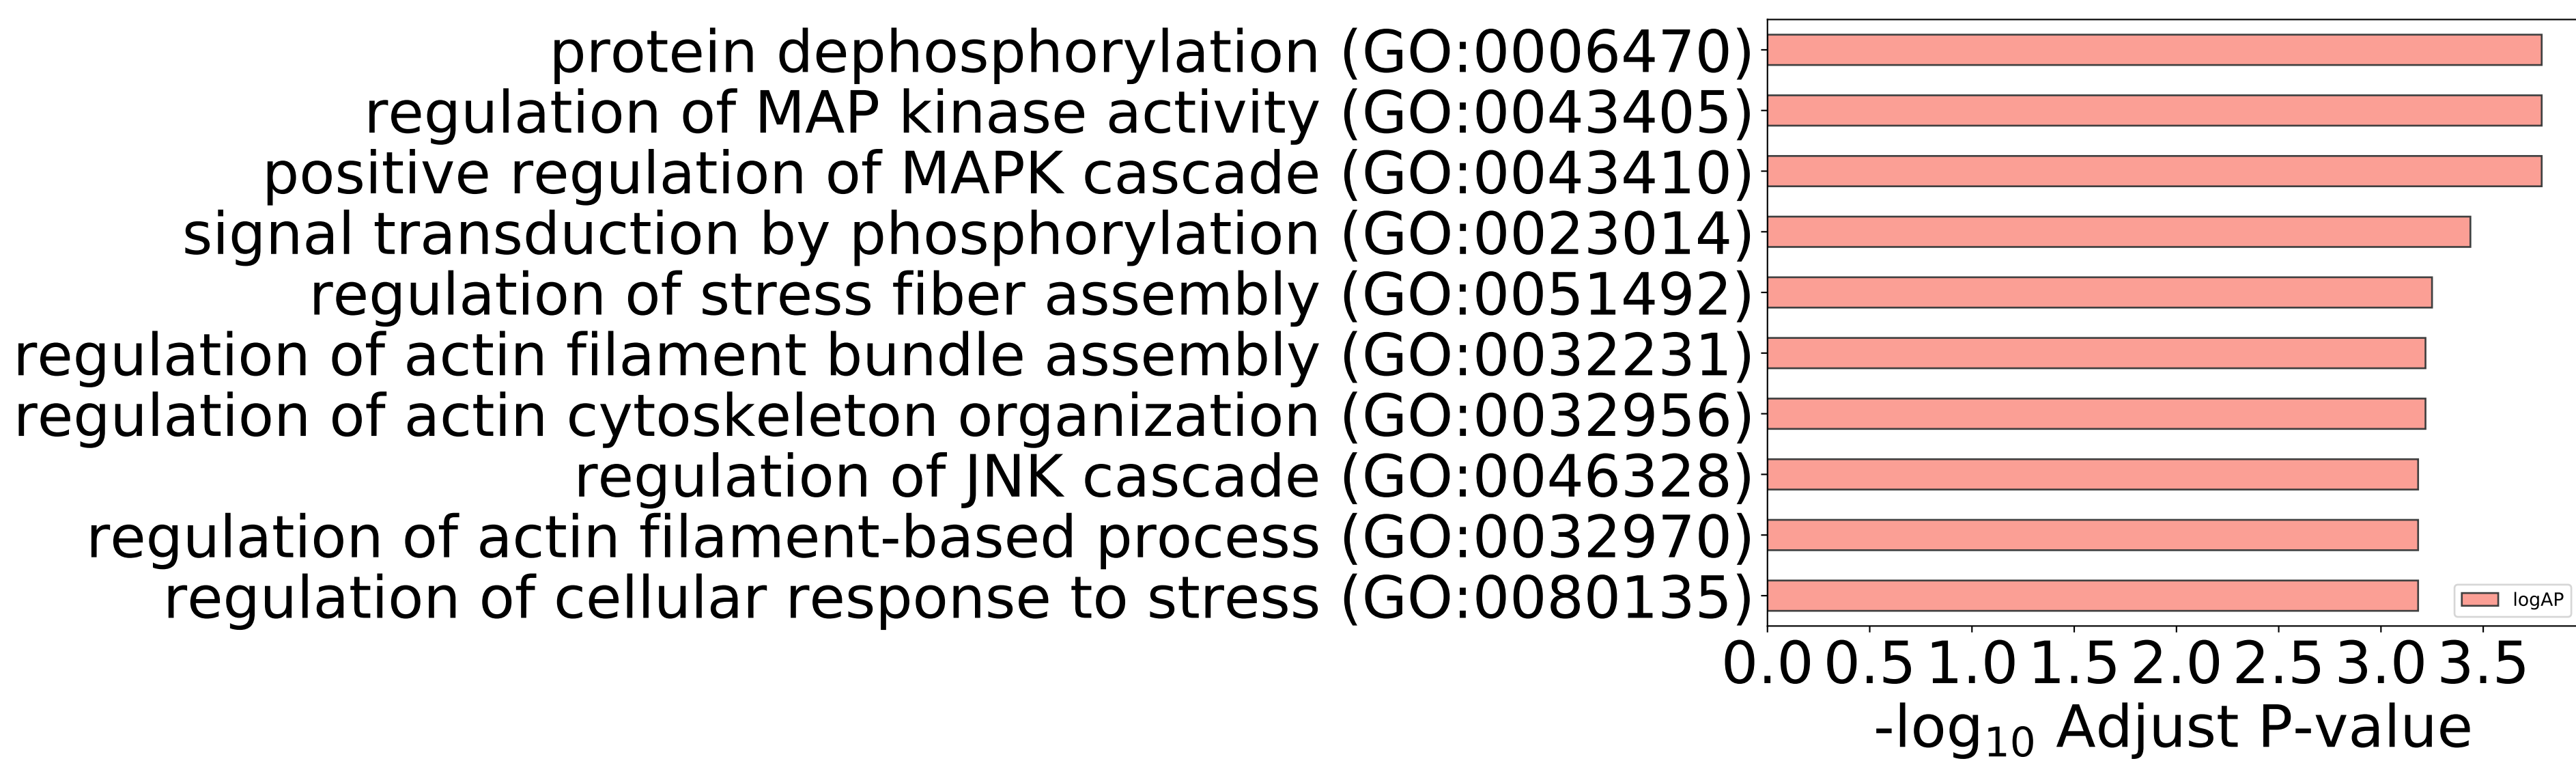 protein dephosphorylation (GO:0006470)
regulation of MAP kinase activity (GO:0043405)
positive regulation of MAPK cascade (GO:0043410)
signal transduction by phosphorylation (GO:0023014)
regulation of stress fiber assembly (GO:0051492)
regulation of actin filament bundle assembly (GO:0032231)
regulation of actin cytoskeleton organization (GO:0032956)
regulation of JNK cascade (GO:0046328)
regulation of actin filament-based process (GO:0032970)
regulation of cellular response to stress (GO:0080135)
logAP
0.0 0.5 1.0 1.5 2.0 2.5 3.0 3.5
-log₁₀ Adjust P-value